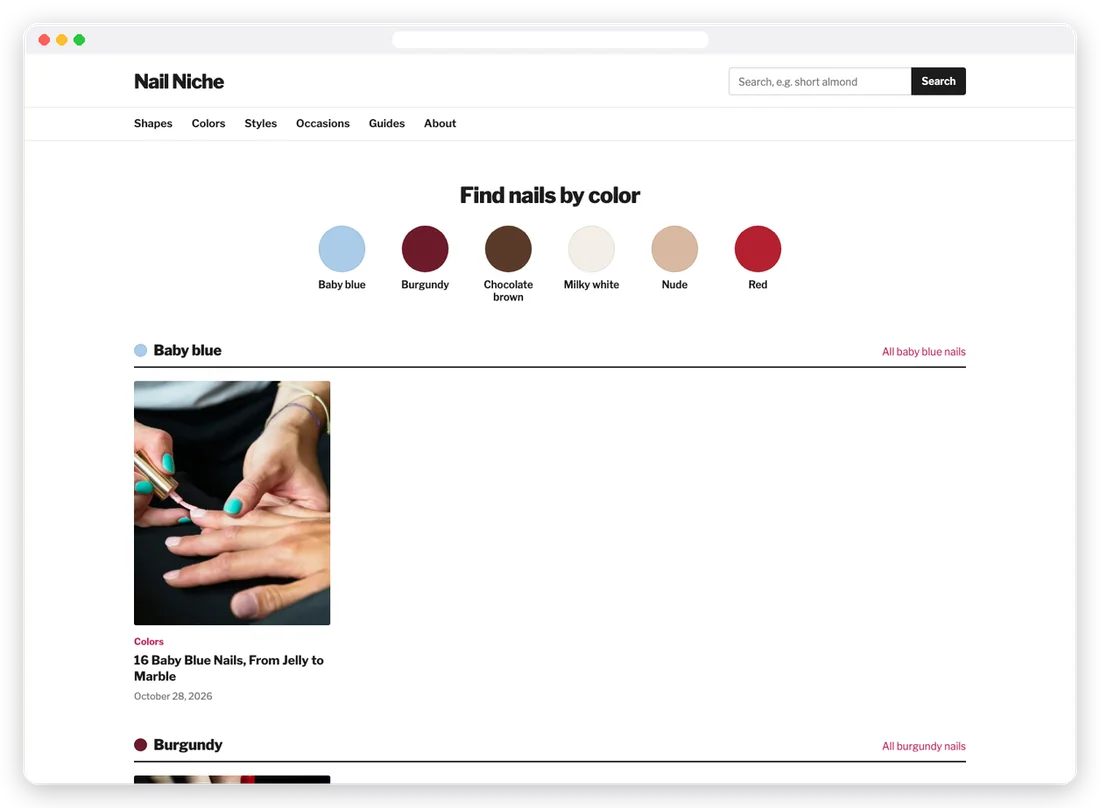 Nail Niche
Search, e.g. short almond
Search
Shapes
Colors
Styles
Occasions
Guides
About
Find nails by color
Baby blue
Burgundy
Chocolate
brown
Milky white
Nude
Red
Baby blue
All baby blue nails
Colors
16 Baby Blue Nails, From Jelly to
Marble
October 28, 2026
Burgundy
All burgundy nails